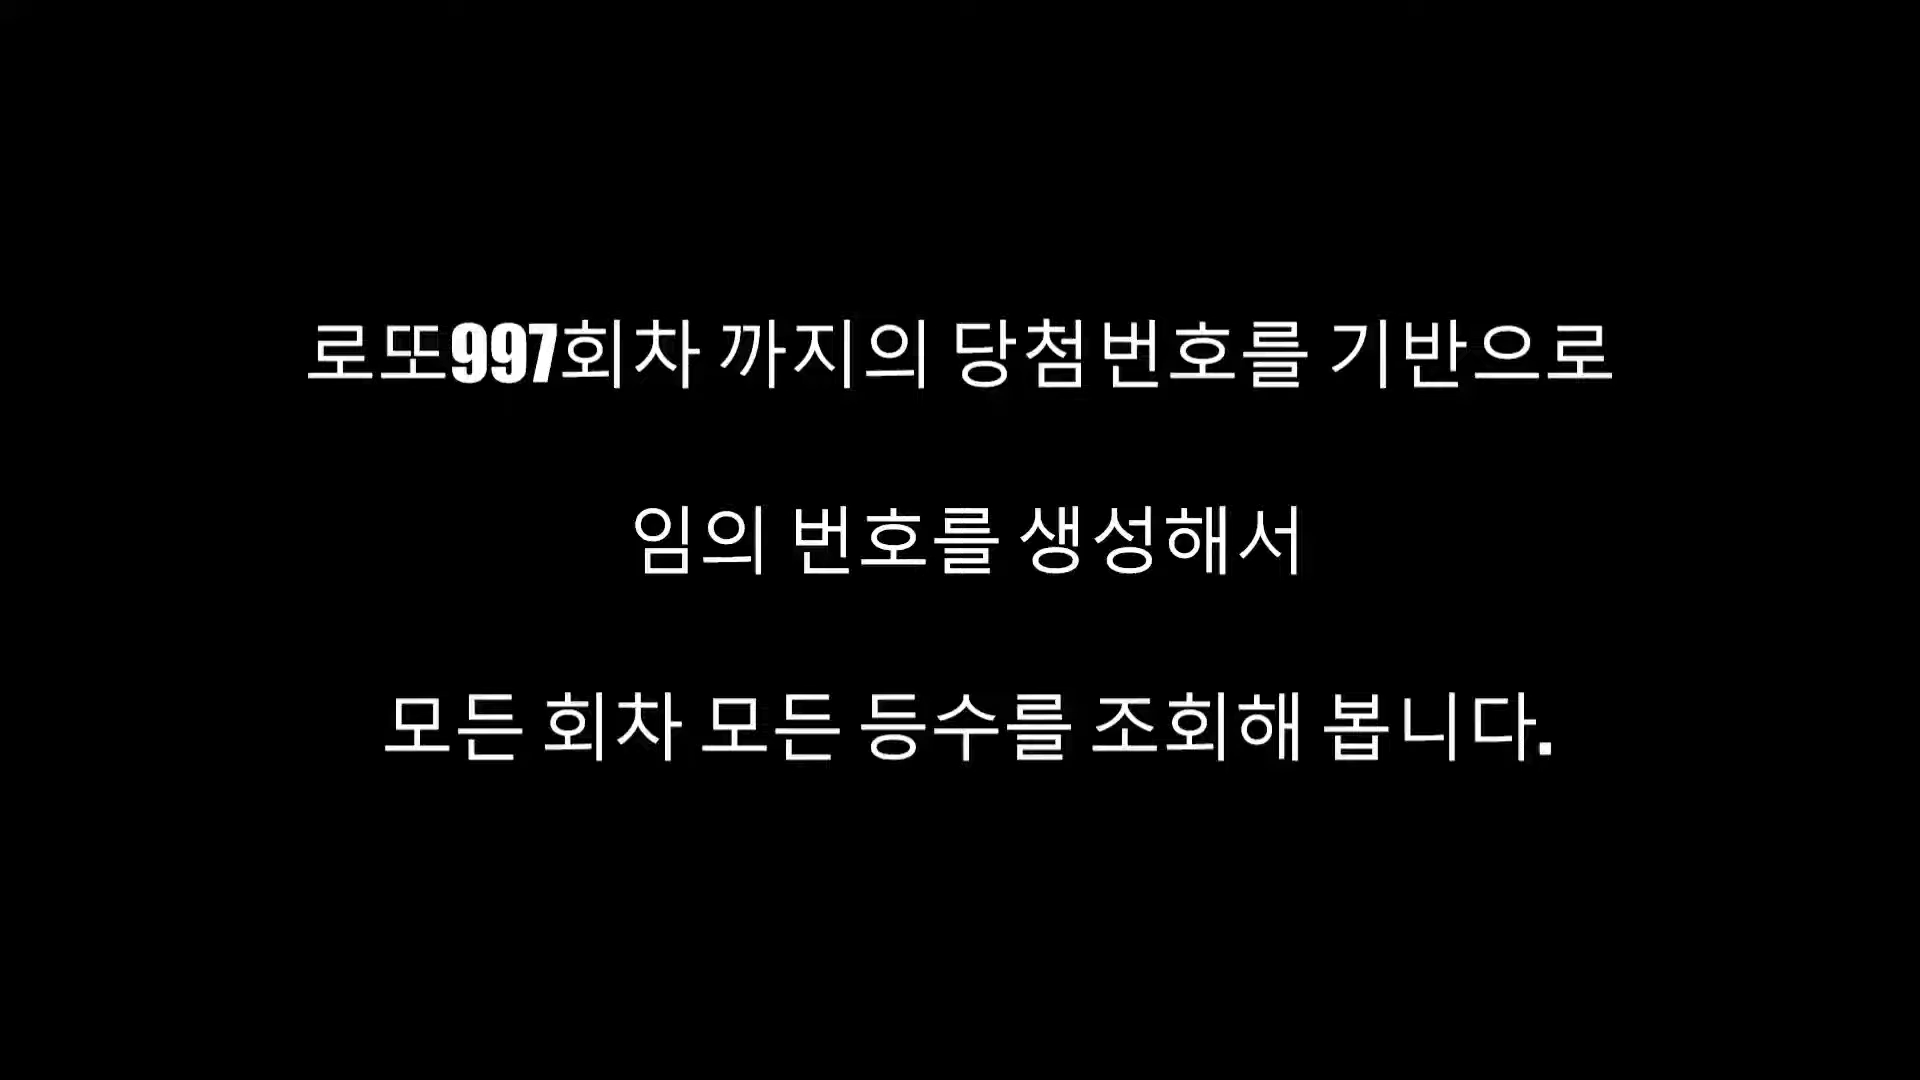 로또997회차 까지의 당첨번호를 기반으로
임의 번호를 생성해서
모든 회차 모든 등수를 조회해 봅니다.